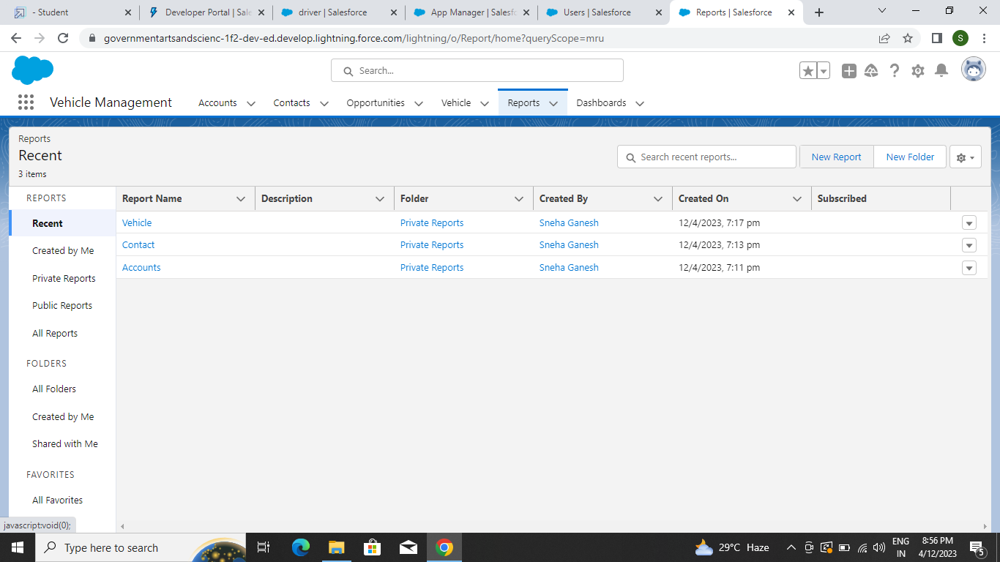 - Student
Developer Portal | Sale
driver | Salesforce
App Manager | Salesfo
Users | Salesforce
Reports | Salesforce
governmentartsandscienc-1f2-dev-ed.develop.lightning.force.com/lightning/o/Report/home?queryScope=mru
S
Search...
Vehicle Management
Accounts
Contacts
Opportunities
Vehicle
Reports
Dashboards
Reports
Recent
3 items
Search recent reports...
New Report
New Folder
REPORTS
Recent
Created by Me
Private Reports
Public Reports
All Reports
FOLDERS
All Folders
Created by Me
Shared with Me
FAVORITES
All Favorites
Report Name Description Folder Created By Created On Subscribed
Vehicle Private Reports Sneha Ganesh 12/4/2023, 7:17 pm
Contact Private Reports Sneha Ganesh 12/4/2023, 7:13 pm
Accounts Private Reports Sneha Ganesh 12/4/2023, 7:11 pm
javascript:void(0);
Type here to search
29°C Haze
ENG
IN
8:56 PM
4/12/2023
5